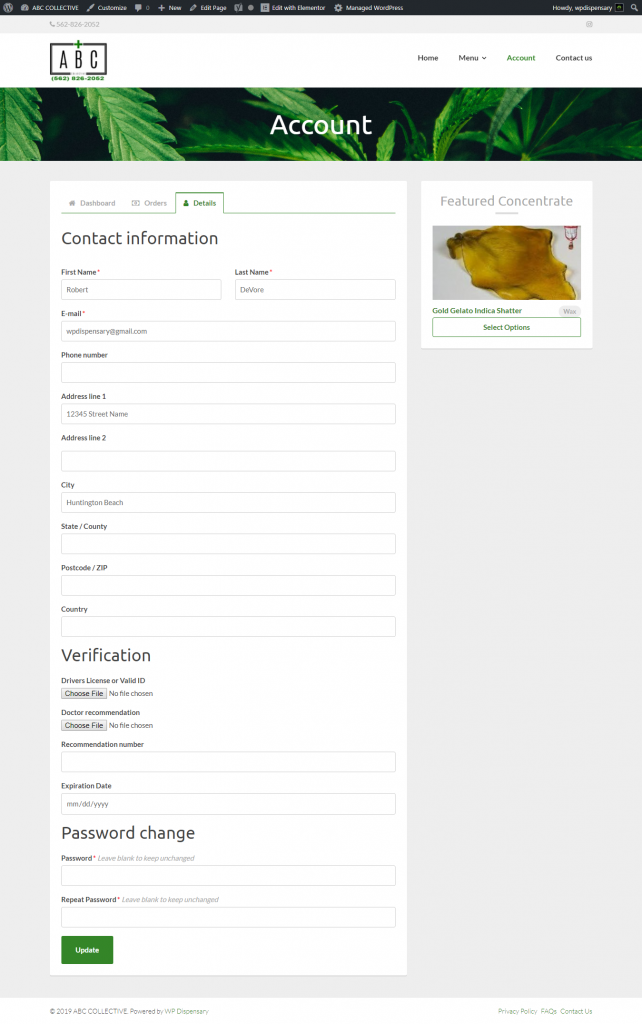 ABC COLLECTIVE Customize 0 New Edit Page Edit with Elementor Managed WordPress Howdy, wpdispensary
562-826-2052
ABC
(562) 826-2062
Home Menu Account Contact us
Account
Dashboard Orders Details
Contact information
First Name * Last Name *
Robert DeVore
E-mail *
wpdispensary@gmail.com
Phone number
Address line 1
12345 Street Name
Address line 2
City
Huntington Beach
State / County
Postcode / ZIP
Country
Verification
Drivers License or Valid ID
Choose File No file chosen
Doctor recommendation
Choose File No file chosen
Recommendation number
Expiration Date
mm/dd/yyyy
Password change
Password * Leave blank to keep unchanged
Repeat Password * Leave blank to keep unchanged
Update
Featured Concentrate
Gold Gelato Indica Shatter Wax
Select Options
© 2019 ABC COLLECTIVE. Powered by WP Dispensary Privacy Policy FAQs Contact Us